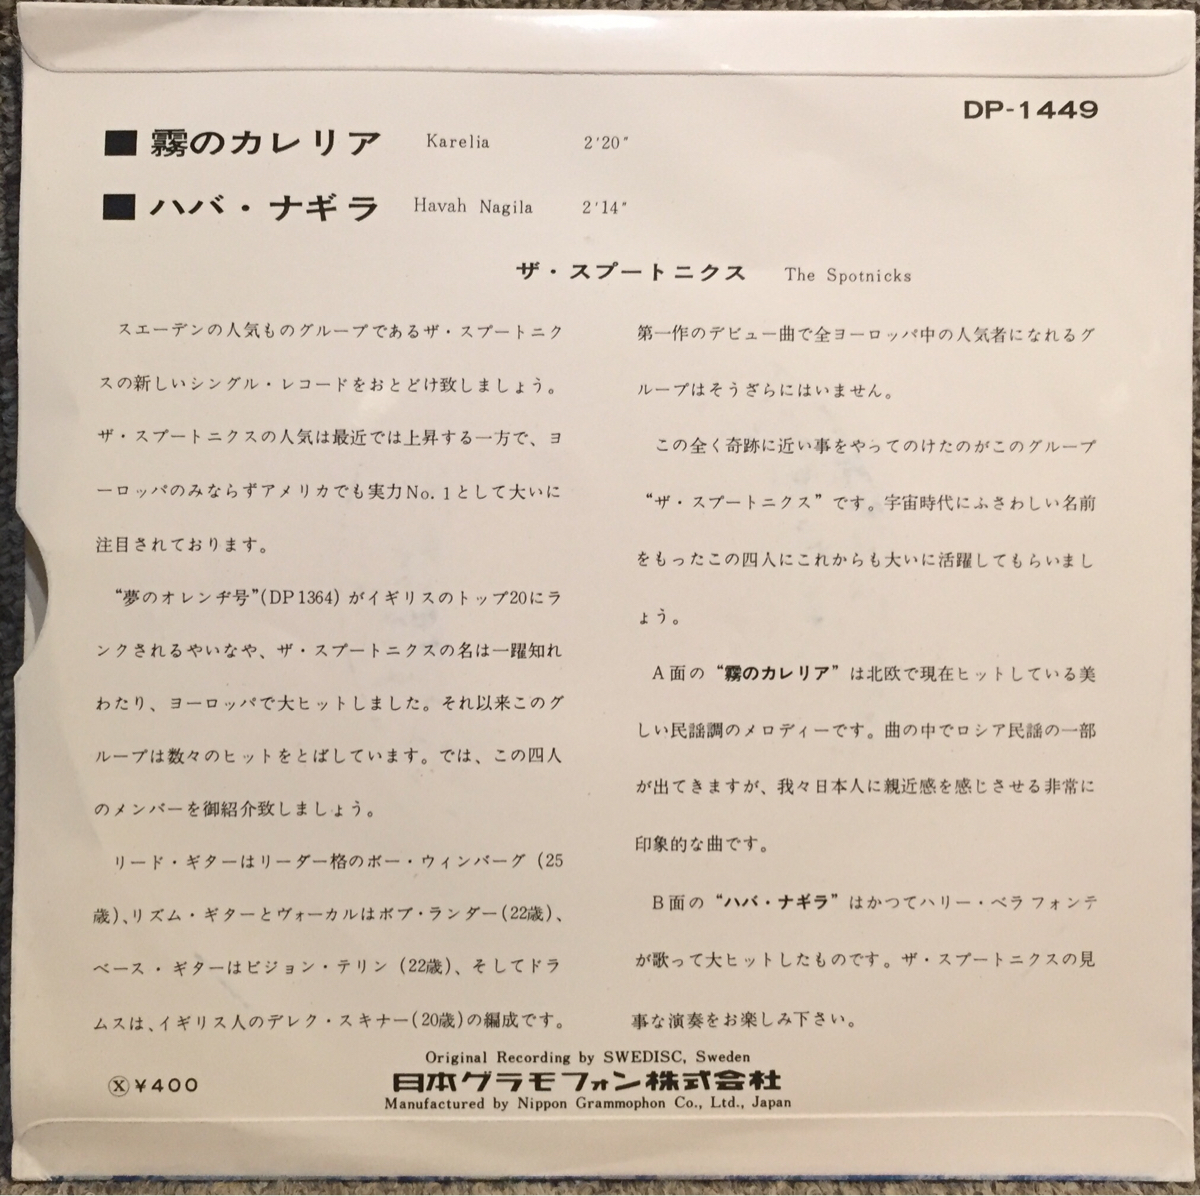 DP-1449
■ 霧のカレリア Karelia 2'20"
■ ハバ・ナギラ Havah Nagila 2'14"
ザ・スプートニクス The Spotnicks
スエーデンの人気ものグループであるザ・スプートニク
スの新しいシングル・レコードをおとどけ致しましょう。
ザ・スプートニクスの人気は最近では上昇する一方で、ヨ
ーロッパのみならずアメリカでも実力No.1として大いに
注目されております。
“夢のオレンヂ号”(DP1364) がイギリスのトップ20にラ
ンクされるやいなや、ザ・スプートニクスの名は一躍知れ
わたり、ヨーロッパで大ヒットしました。それ以来このグ
ループは数々のヒットをとばしています。では、この四人
のメンバーを御紹介致しましょう。
リード・ギターはリーダー格のボー・ウィンバーグ (25
歳)、リズム・ギターとヴォーカルはボブ・ランダー(22歳)、
ベース・ギターはビジョン・テリン (22歳)、そしてドラ
ムスは、イギリス人のデレク・スキナー(20歳)の編成です。
第一作のデビュー曲で全ヨーロッパ中の人気者になれるグ
ループはそうざらにはいません。
この全く奇跡に近い事をやってのけたのがこのグループ
“ザ・スプートニクス” です。宇宙時代にふさわしい名前
をもったこの四人にこれからも大いに活躍してもらいまし
ょう。
A面の “霧のカレリア” は北欧で現在ヒットしている美
しい民謡調のメロディーです。曲の中でロシア民謡の一部
が出てきますが、我々日本人に親近感を感じさせる非常に
印象的な曲です。
B面の “ハバ・ナギラ” はかつてハリー・ベラフォンテ
が歌って大ヒットしたものです。ザ・スプートニクスの見
事な演奏をお楽しみ下さい。
Original Recording by SWEDISC, Sweden
日本グラモフォン株式会社
Ⓧ ¥400
Manufactured by Nippon Grammophon Co., Ltd., Japan